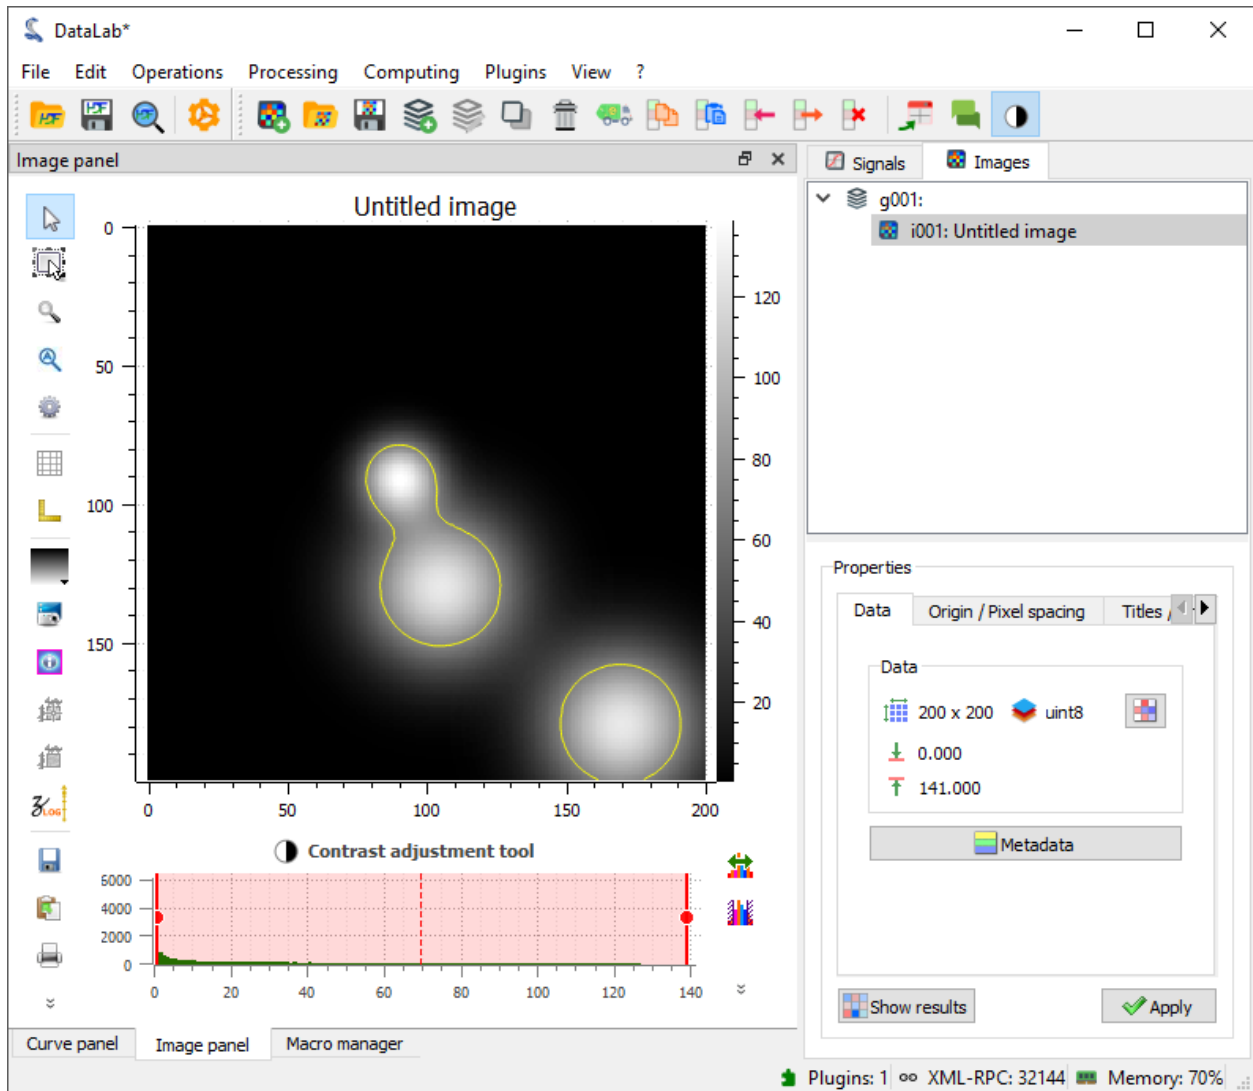 DataLab*
File Edit Operations Processing Computing Plugins View ?
Image panel
Signals Images
g001:
i001: Untitled image
Untitled image
0
50
100
150
0 50 100 150 200
120
100
80
60
40
20
Contrast adjustment tool
6000
4000
2000
0
0 20 40 60 80 100 120 140
LOG
Curve panel Image panel Macro manager
Properties
Data Origin / Pixel spacing Titles /
Data
200 x 200 uint8
0.000
141.000
Metadata
Show results Apply
Plugins: 1 XML-RPC: 32144 Memory: 70%